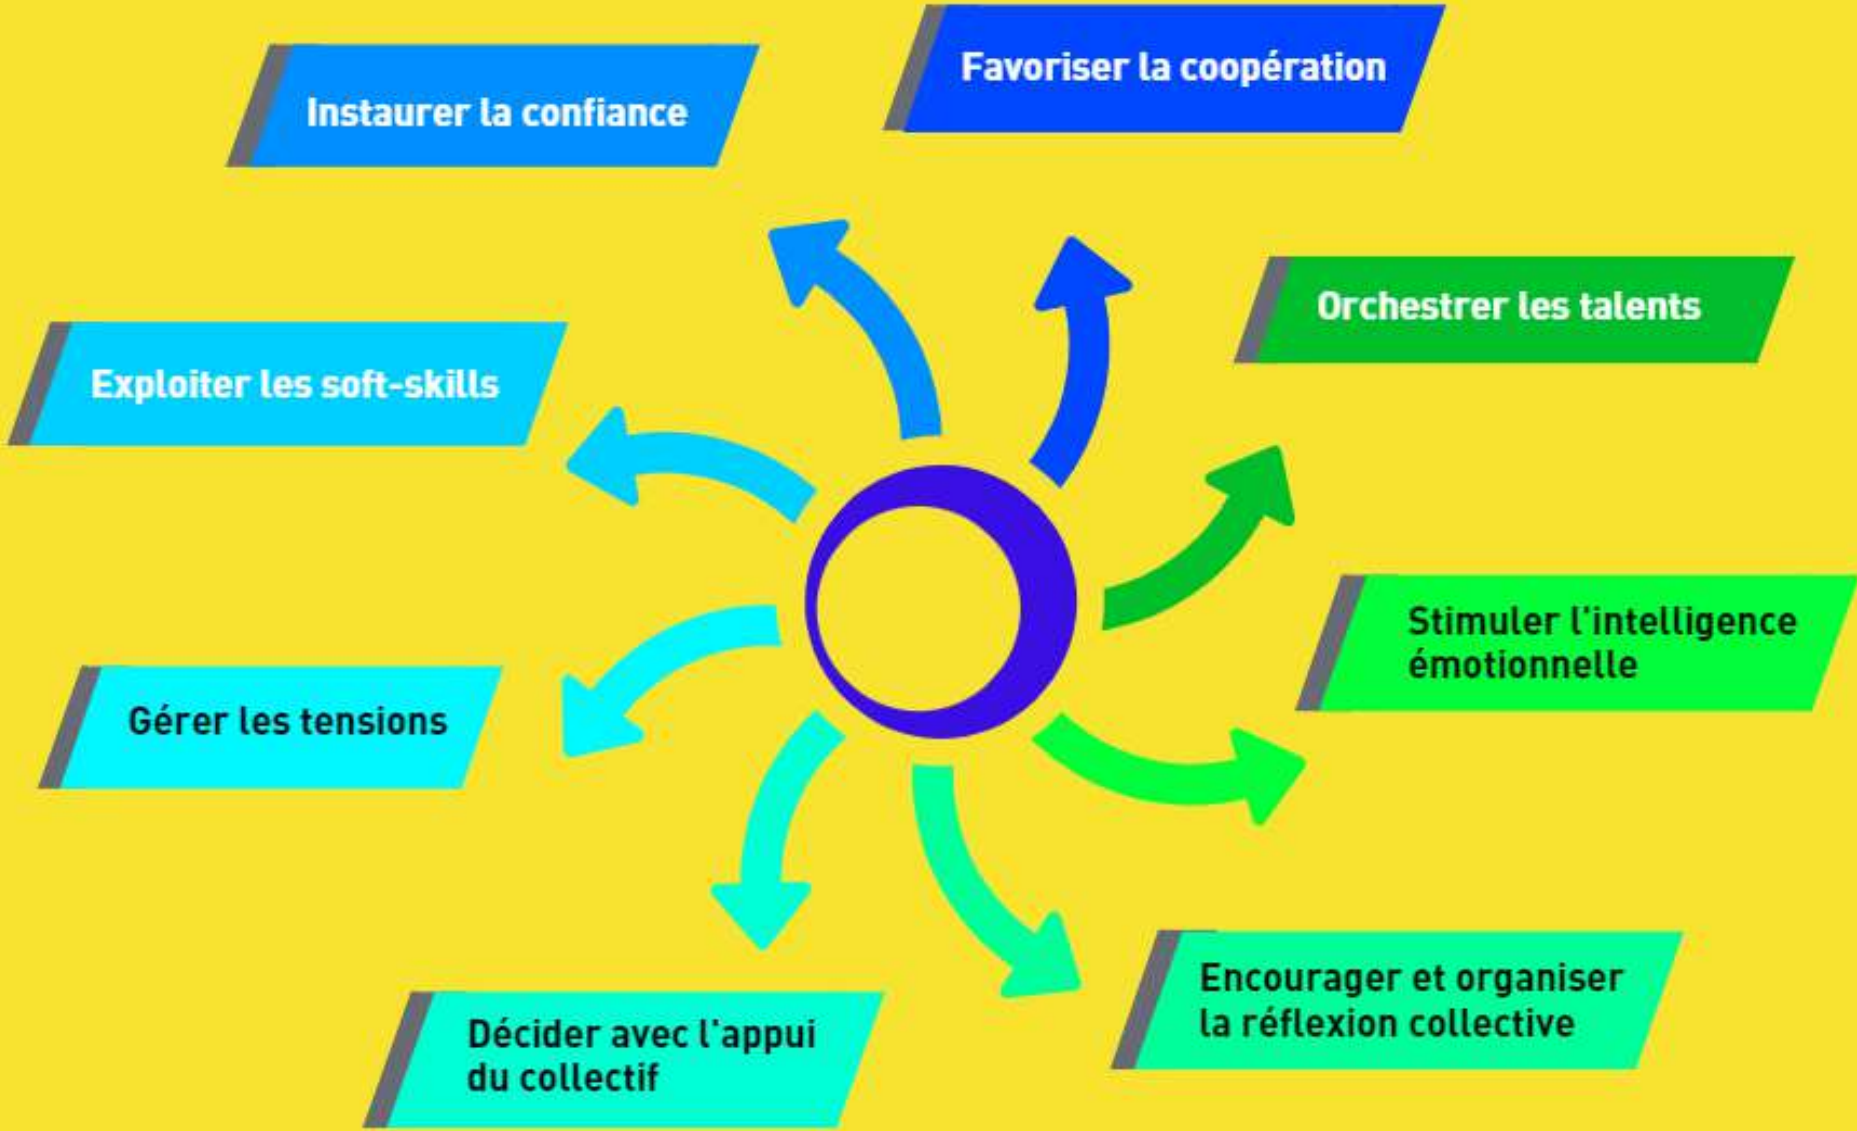 Instaurer la confiance
Favoriser la coopération
Orchestrer les talents
Exploiter les soft-skills
Stimuler l'intelligence
émotionnelle
Gérer les tensions
Encourager et organiser
la réflexion collective
Décider avec l'appui
du collectif